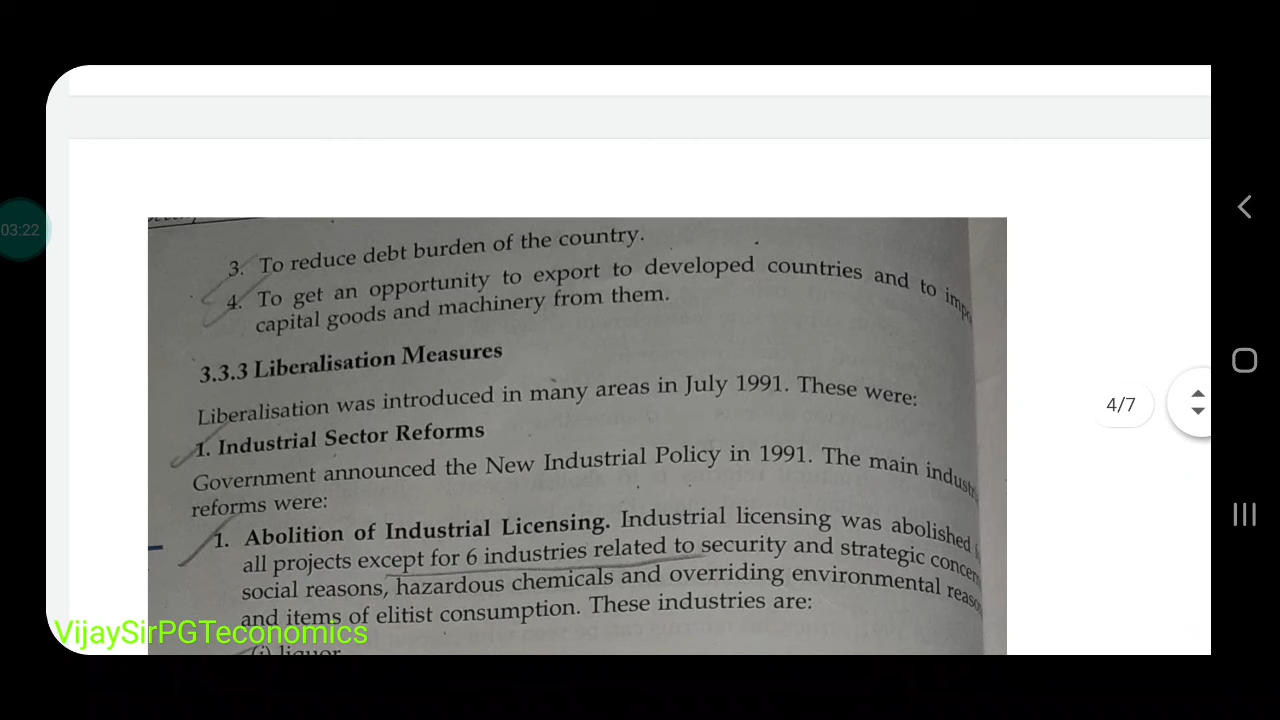 3. To reduce debt burden of the country.
4. To get an opportunity to export to developed countries and to
capital goods and machinery from them.
3.3.3 Liberalisation Measures
Liberalisation was introduced in many areas in July 1991. These were:
1. Industrial Sector Reforms
Government announced the New Industrial Policy in 1991. The main
reforms were:
1. Abolition of Industrial Licensing. Industrial licensing was abolished
all projects except for 6 industries related to security and strategic
social reasons, hazardous chemicals and overriding environmental
and items of elitist consumption. These industries are:
(i) liquor
03:22
4/7
VijaySirPGTeconomics